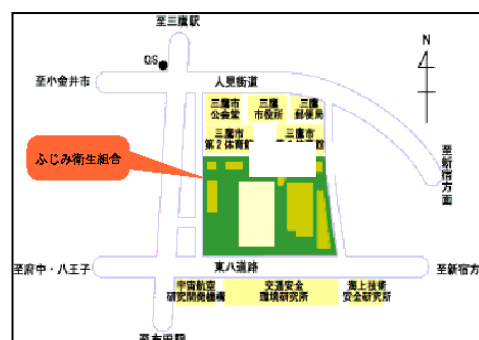 至三鷹駅
GS
N
至小金井市
人見街道
三鷹市
公会堂
三鷹
市役所
三鷹
郵便局
三鷹市
第2体育館
三鷹市
ふじみ衛生組合
至新宿方面
東八道路
至府中・八王子
至新宿方
宇宙航空
研究開発機構
交通安全
環境研究所
海上技術
安全研究所